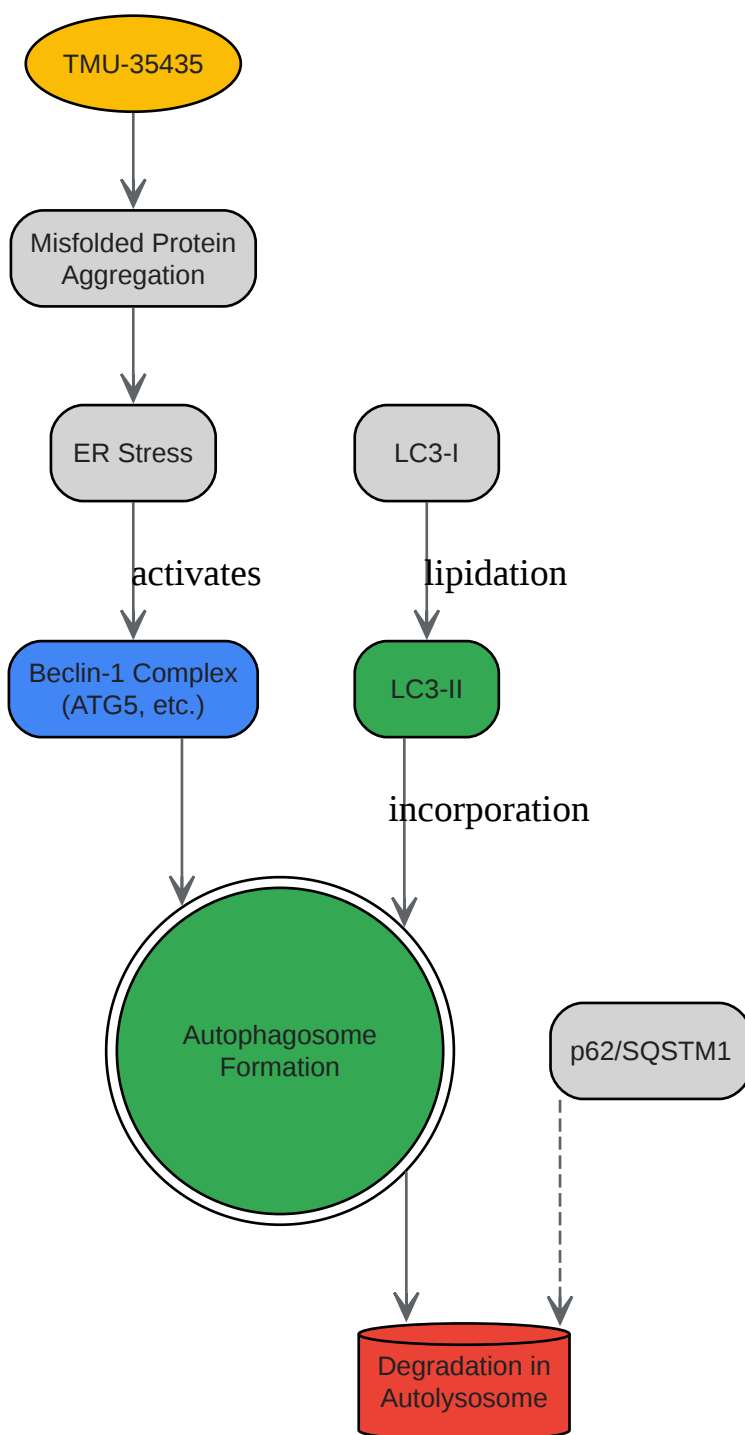 TMU-35435
Misfolded Protein
Aggregation
ER Stress
LC3-I
activates
lipidation
Beclin-1 Complex
(ATG5, etc.)
LC3-II
incorporation
Autophagosome
Formation
p62/SQSTM1
Degradation in
Autolysosome